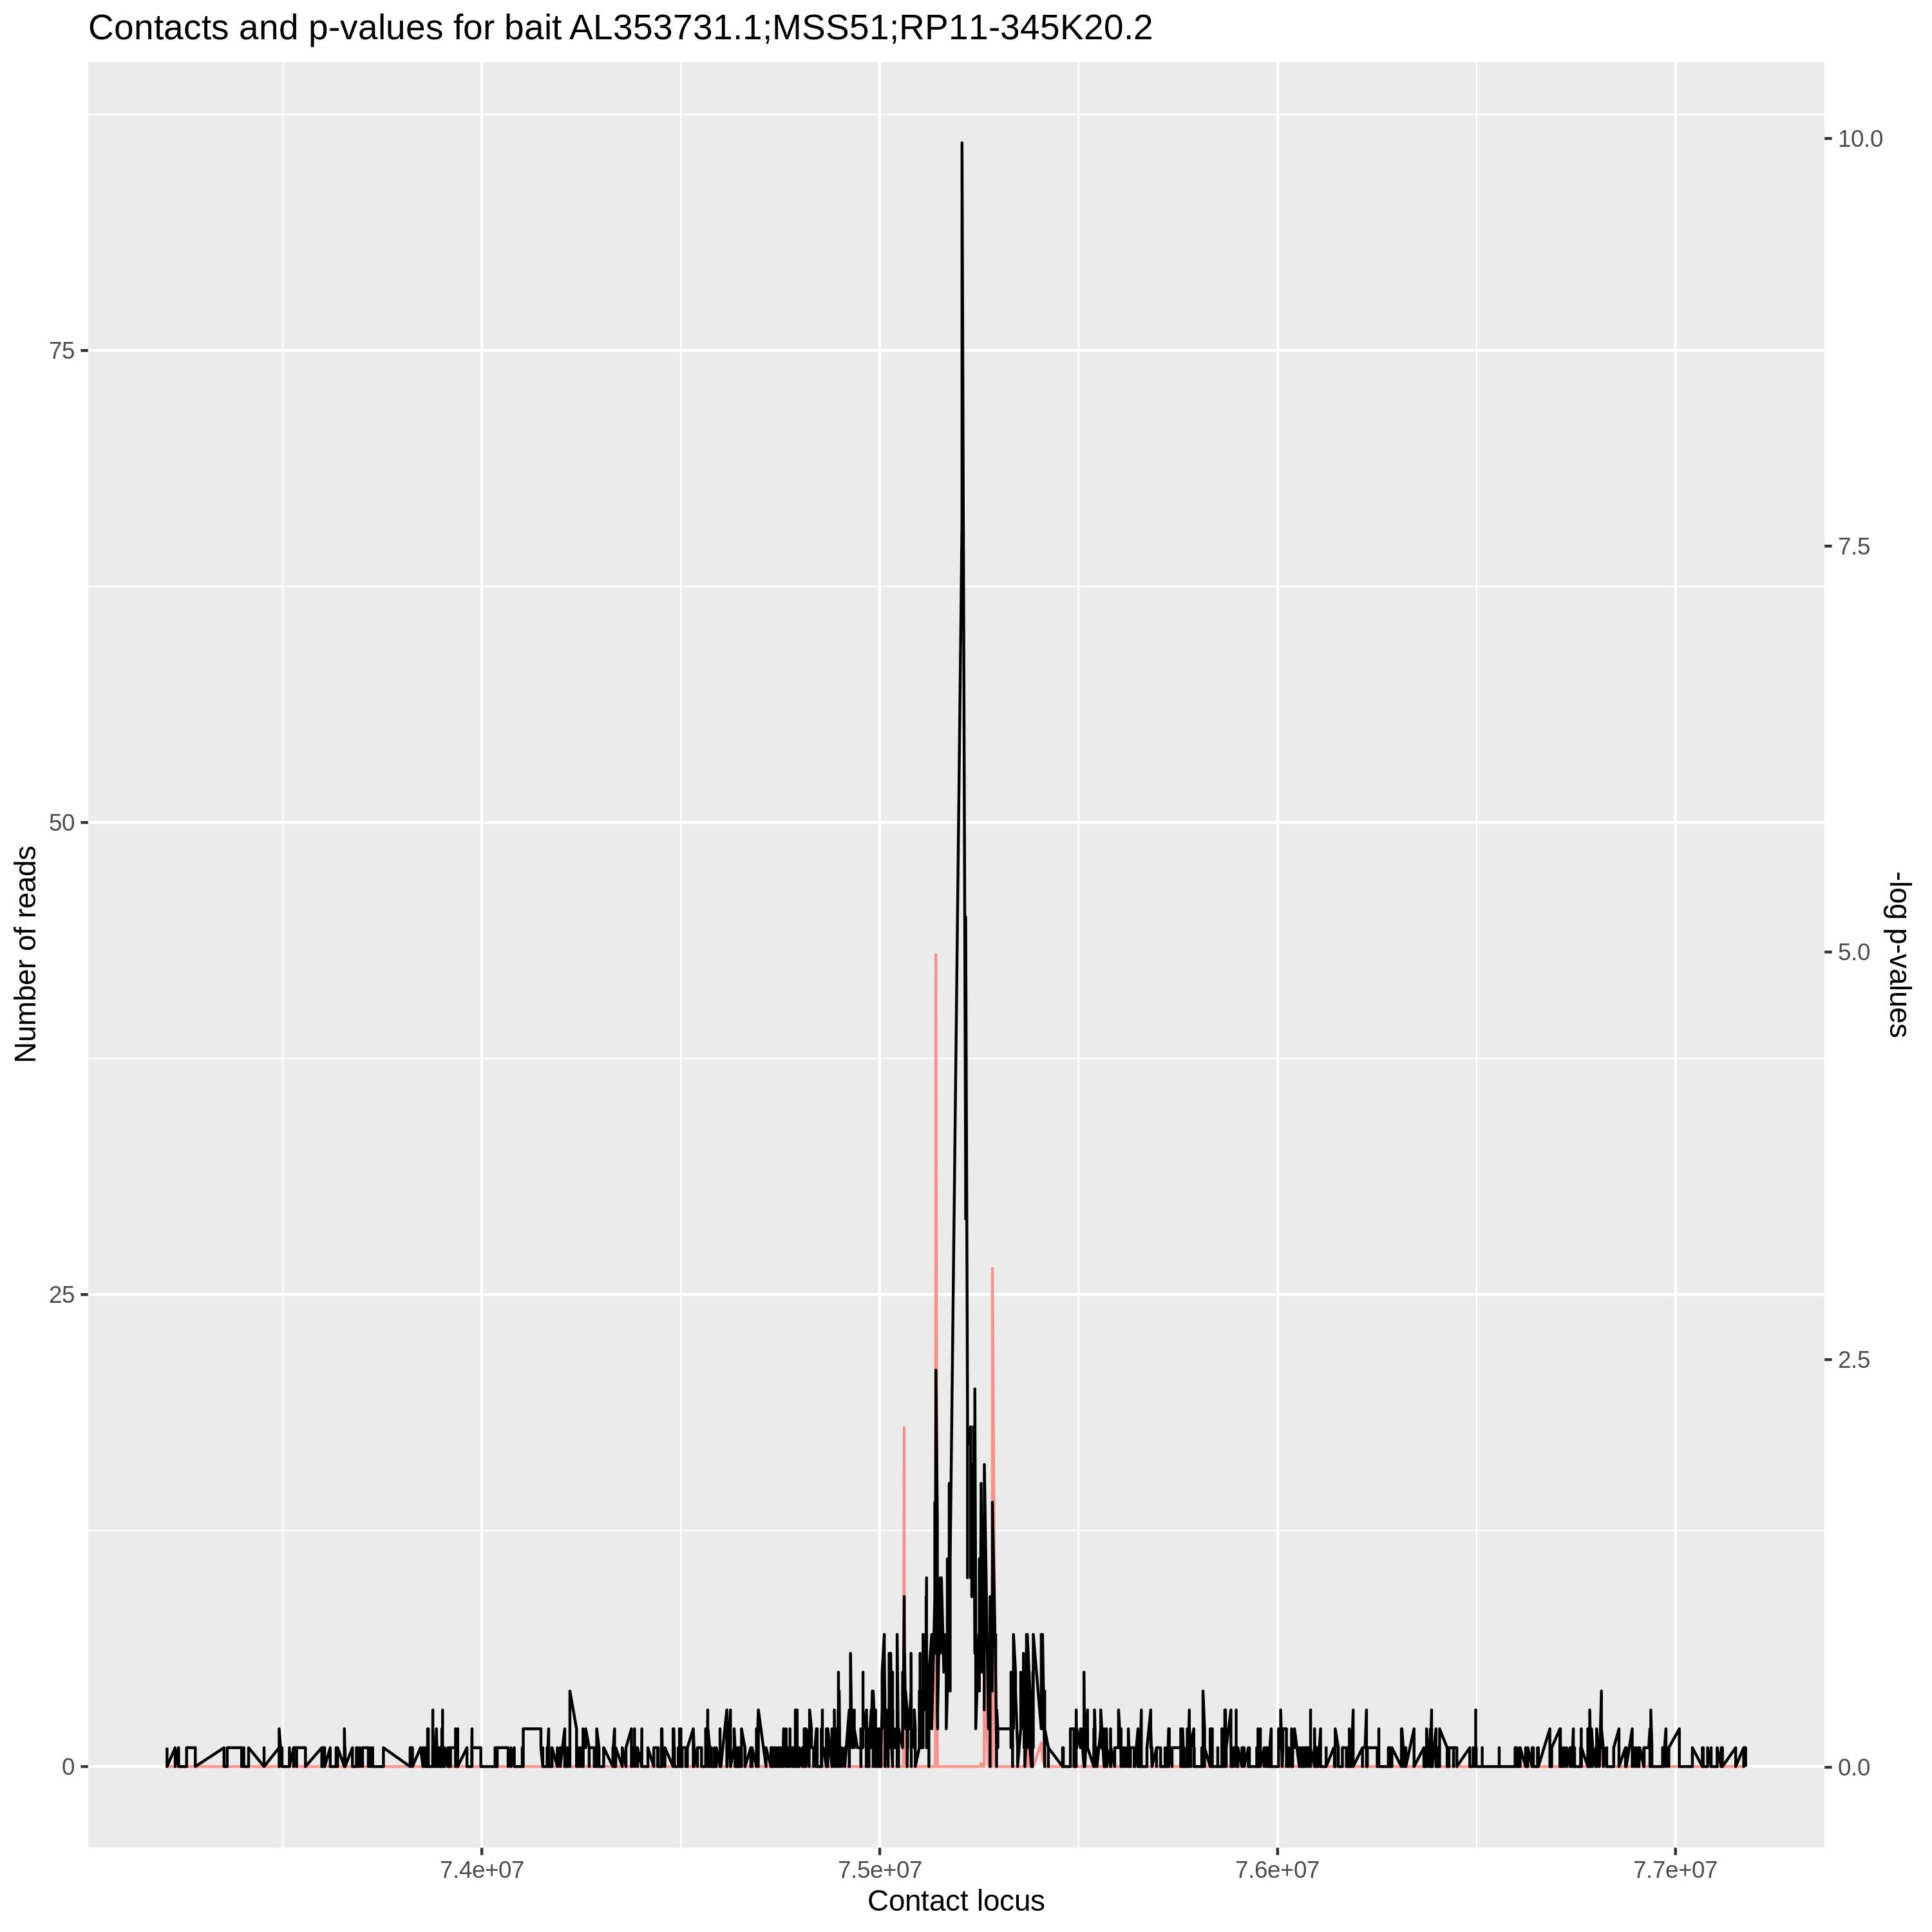 Contacts and p-values for bait AL353731.1;MSS51;RP11-345K20.2
10.0
75
7.5
50
5.0
Number of reads
-log p-values
25
2.5
0
0.0
7.4e+07 7.5e+07 7.6e+07 7.7e+07
Contact locus